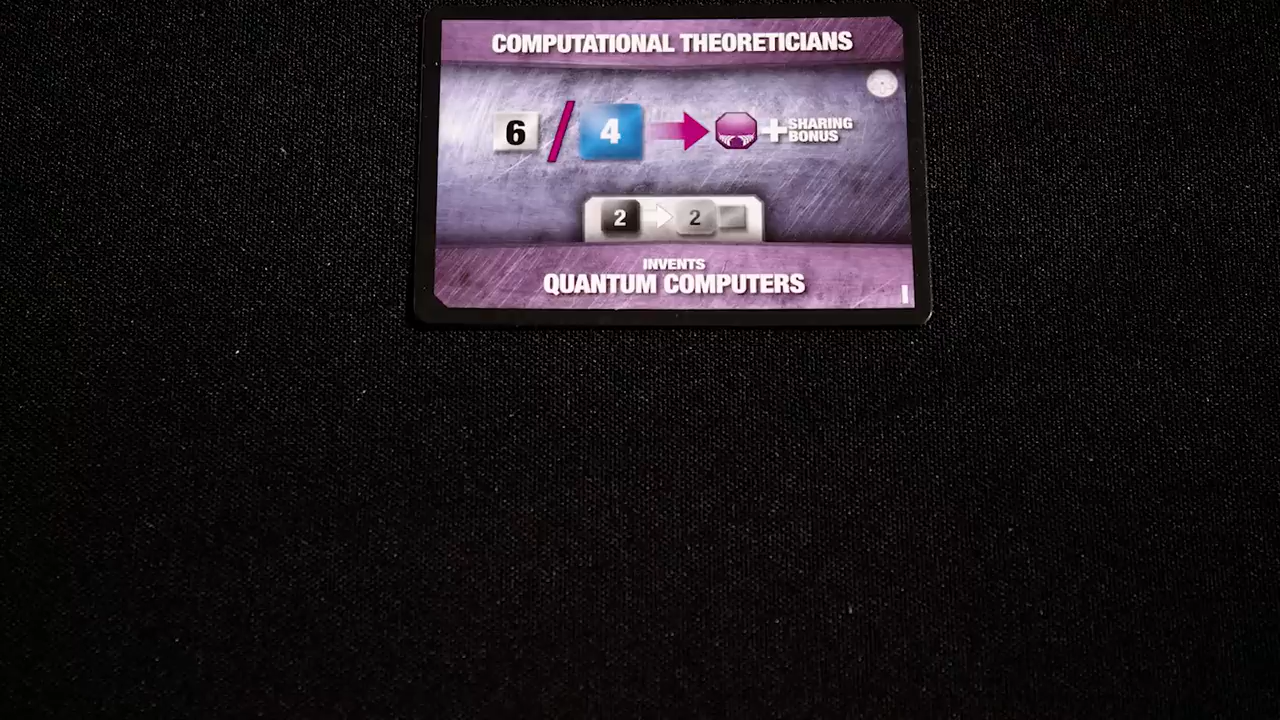 COMPUTATIONAL THEORETICIANS
6 / 4 + SHARING BONUS
2 2
INVENTS
QUANTUM COMPUTERS
I